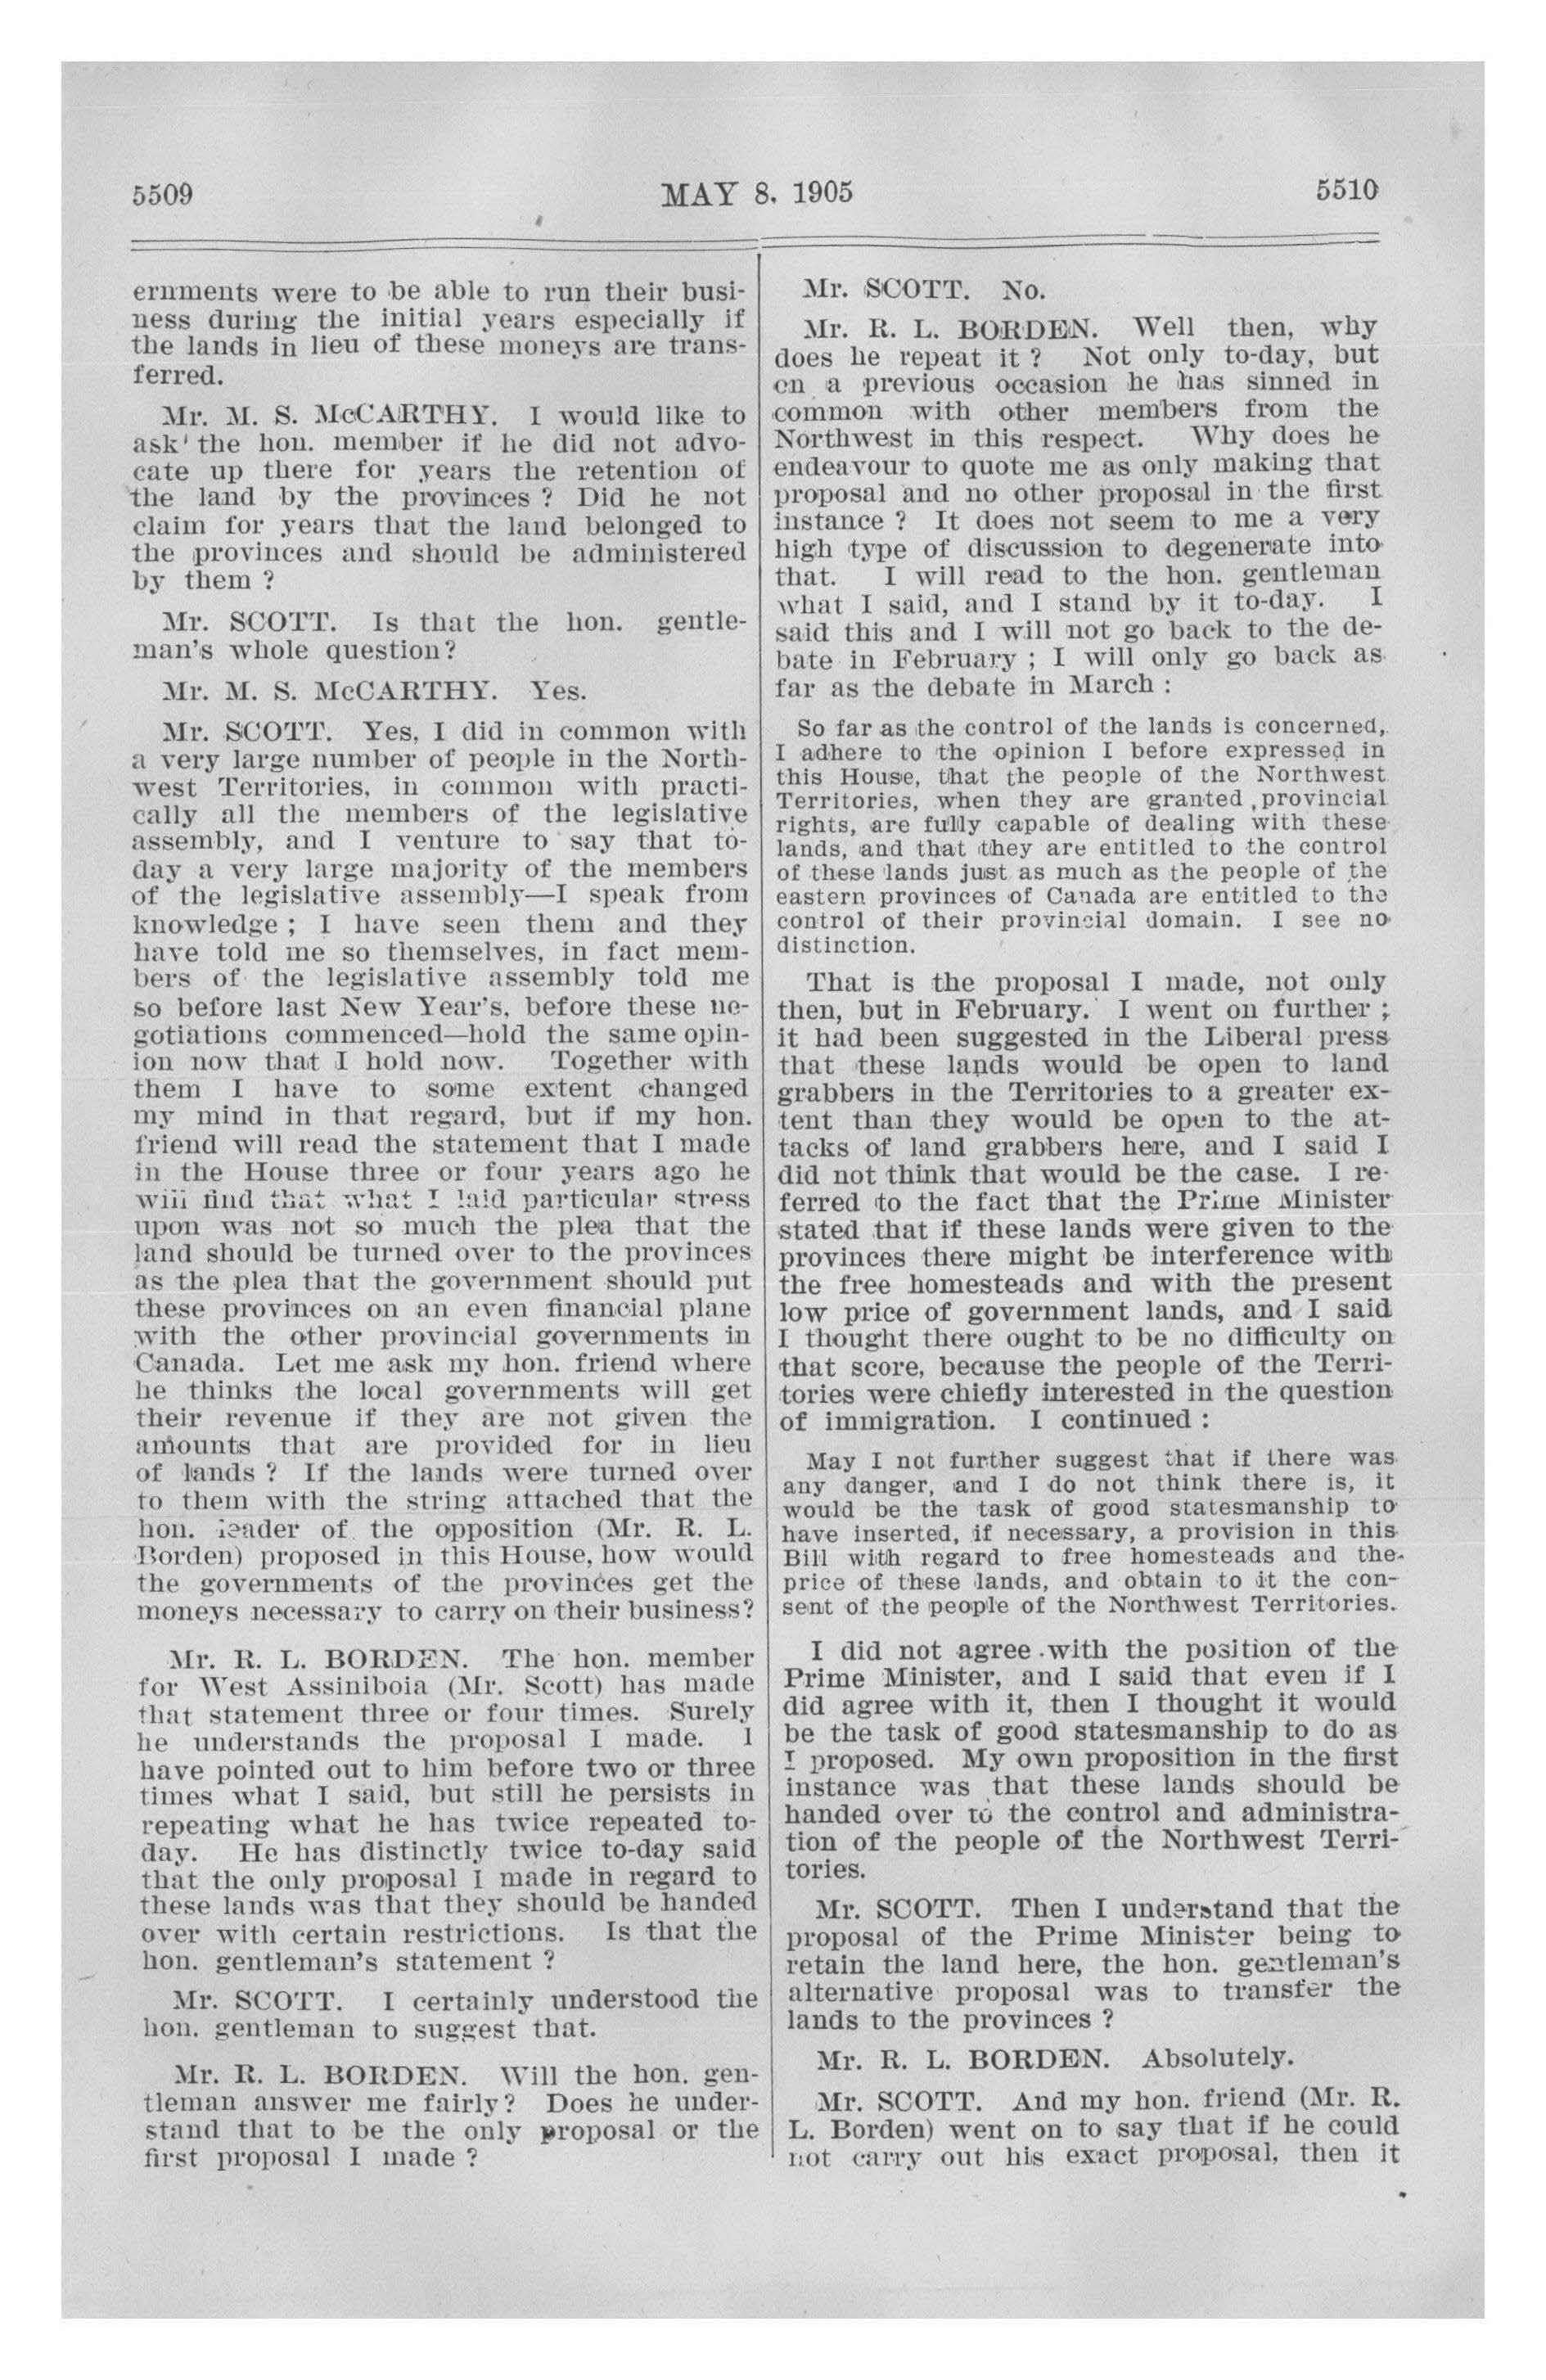 5509
MAY 8, 1905
5510
ernments were to be able to run their busi-
ness during the initial years especially if
the lands in lieu of these moneys are trans-
ferred.
Mr. M. S. McCARTHY. I would like to
ask the hon. member if he did not advo-
cate up there for years the retention of
the land by the provinces ? Did he not
claim for years that the land belonged to
the provinces and should be administered
by them ?
Mr. SCOTT. Is that the hon. gentle-
man's whole question?
Mr. M. S. McCARTHY. Yes.
Mr. SCOTT. Yes, I did in common with
a very large number of people in the North-
west Territories, in common with practi-
cally all the members of the legislative
assembly, and I venture to say that to-
day a very large majority of the members
of the legislative assembly—I speak from
knowledge ; I have seen them and they
have told me so themselves, in fact mem-
bers of the legislative assembly told me
so before last New Year's, before these ne-
gotiations commenced—hold the same opin-
ion now that I hold now. Together with
them I have to some extent changed
my mind in that regard, but if my hon.
friend will read the statement that I made
in the House three or four years ago he
will find that what I laid particular stress
upon was not so much the plea that the
land should be turned over to the provinces
as the plea that the government should put
these provinces on an even financial plane
with the other provincial governments in
Canada. Let me ask my hon. friend where
he thinks the local governments will get
their revenue if they are not given the
amounts that are provided for in lieu
of lands ? If the lands were turned over
to them with the string attached that the
hon. leader of the opposition (Mr. R. L.
Borden) proposed in this House, how would
the governments of the provinces get the
moneys necessary to carry on their business?
Mr. R. L. BORDEN. The hon. member
for West Assiniboia (Mr. Scott) has made
that statement three or four times. Surely
he understands the proposal I made. I
have pointed out to him before two or three
times what I said, but still he persists in
repeating what he has twice repeated to-
day. He has distinctly twice to-day said
that the only proposal I made in regard to
these lands was that they should be handed
over with certain restrictions. Is that the
hon. gentleman's statement ?
Mr. SCOTT. I certainly understood the
hon. gentleman to suggest that.
Mr. R. L. BORDEN. Will the hon. gen-
tleman answer me fairly? Does he under-
stand that to be the only proposal or the
first proposal I made ?
Mr. SCOTT. No.
Mr. R. L. BORDEN. Well then, why
does he repeat it ? Not only to-day, but
on a previous occasion he has sinned in
common with other members from the
Northwest in this respect. Why does he
endeavour to quote me as only making that
proposal and no other proposal in the first
instance ? It does not seem to me a very
high type of discussion to degenerate into
that. I will read to the hon. gentleman
what I said, and I stand by it to-day. I
said this and I will not go back to the de-
bate in February ; I will only go back as
far as the debate in March :
So far as the control of the lands is concerned,
I adhere to the opinion I before expressed in
this House, that the people of the Northwest
Territories, when they are granted provincial
rights, are fully capable of dealing with these
lands, and that they are entitled to the control
of these lands just as much as the people of the
eastern provinces of Canada are entitled to the
control of their provincial domain. I see no
distinction.
That is the proposal I made, not only
then, but in February. I went on further ;
it had been suggested in the Liberal press
that these lands would be open to land
grabbers in the Territories to a greater ex-
tent than they would be open to the at-
tacks of land grabbers here, and I said I
did not think that would be the case. I re-
ferred to the fact that the Prime Minister
stated that if these lands were given to the
provinces there might be interference with
the free homesteads and with the present
low price of government lands, and I said
I thought there ought to be no difficulty on
that score, because the people of the Terri-
tories were chiefly interested in the question
of immigration. I continued :
May I not further suggest that if there was
any danger, and I do not think there is, it
would be the task of good statesmanship to
have inserted, if necessary, a provision in this
Bill with regard to free homesteads and the
price of these lands, and obtain to it the con-
sent of the people of the Northwest Territories.
I did not agree with the position of the
Prime Minister, and I said that even if I
did agree with it, then I thought it would
be the task of good statesmanship to do as
I proposed. My own proposition in the first
instance was that these lands should be
handed over to the control and administra-
tion of the people of the Northwest Terri-
tories.
Mr. SCOTT. Then I understand that the
proposal of the Prime Minister being to
retain the land here, the hon. gentleman's
alternative proposal was to transfer the
lands to the provinces ?
Mr. R. L. BORDEN. Absolutely.
Mr. SCOTT. And my hon. friend (Mr. R.
L. Borden) went on to say that if he could
not carry out his exact proposal, then it